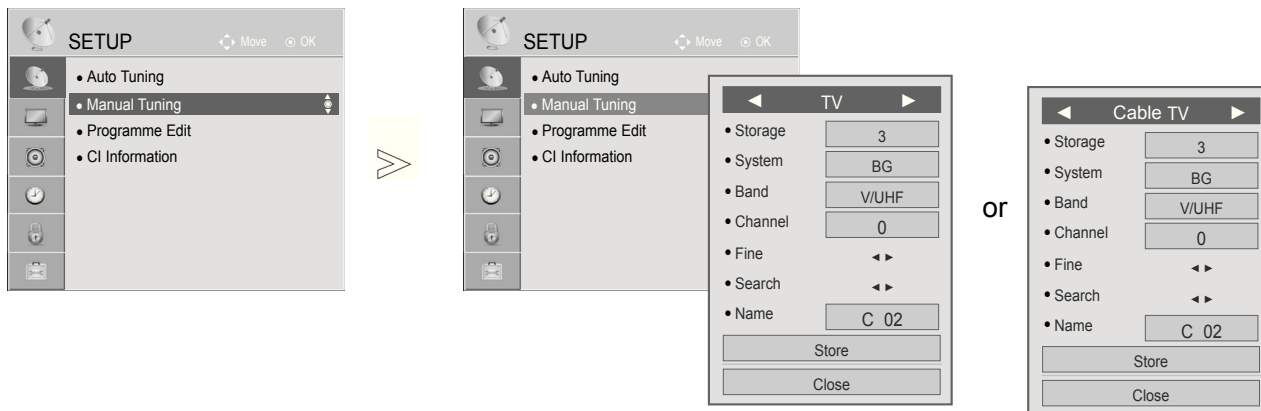 SETUP Move OK
• Auto Tuning
• Manual Tuning
• Programme Edit
• CI Information
SETUP Move OK
• Auto Tuning
• Manual Tuning
• Programme Edit
• CI Information
◄ TV ►
• Storage 3
• System BG
• Band V/UHF
• Channel 0
• Fine ◄ ►
• Search ◄ ►
• Name C 02
Store
Close
or
◄ Cable TV ►
• Storage 3
• System BG
• Band V/UHF
• Channel 0
• Fine ◄ ►
• Search ◄ ►
• Name C 02
Store
Close